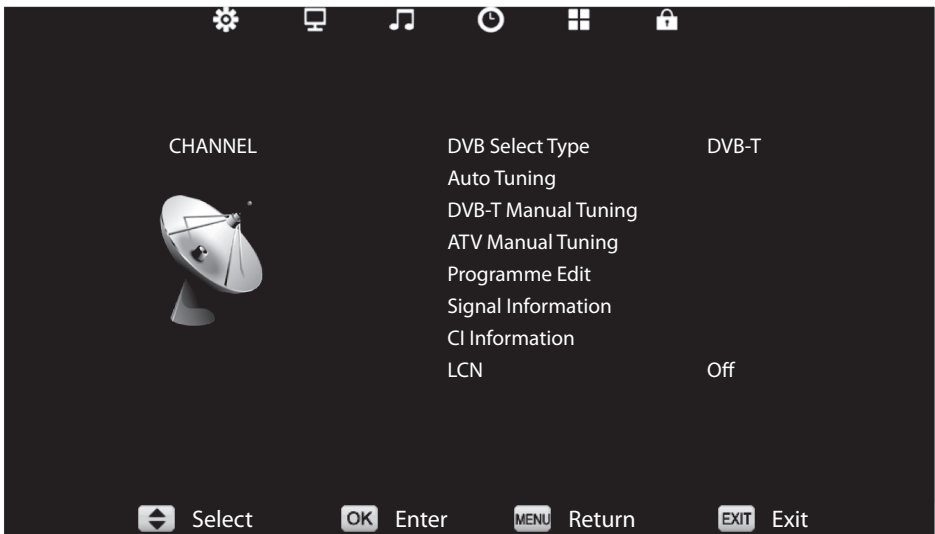 CHANNEL
DVB Select Type DVB-T
Auto Tuning
DVB-T Manual Tuning
ATV Manual Tuning
Programme Edit
Signal Information
CI Information
LCN Off
Select OK Enter MENU Return EXIT Exit